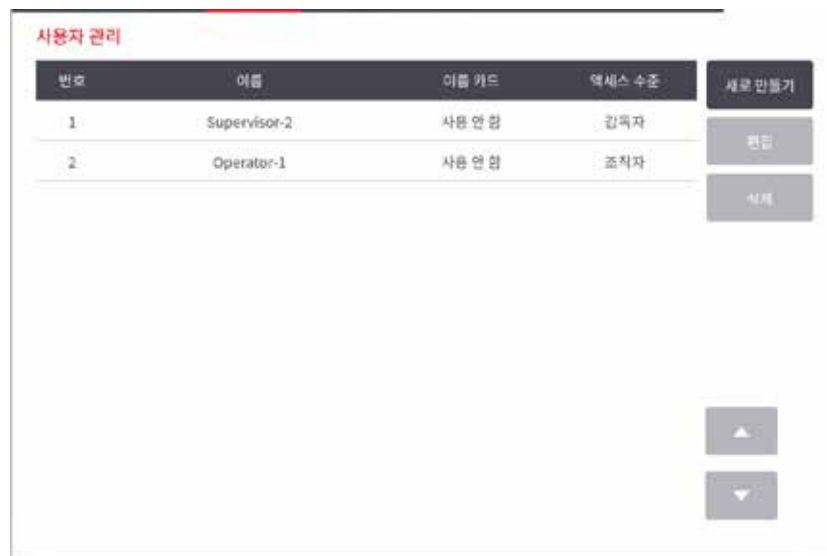 사용자 관리
번호 이름 이름 카드 액세스 수준
1 Supervisor-2 사용 안 함 감독자
2 Operator-1 사용 안 함 조작자
새로 만들기
편집
삭제